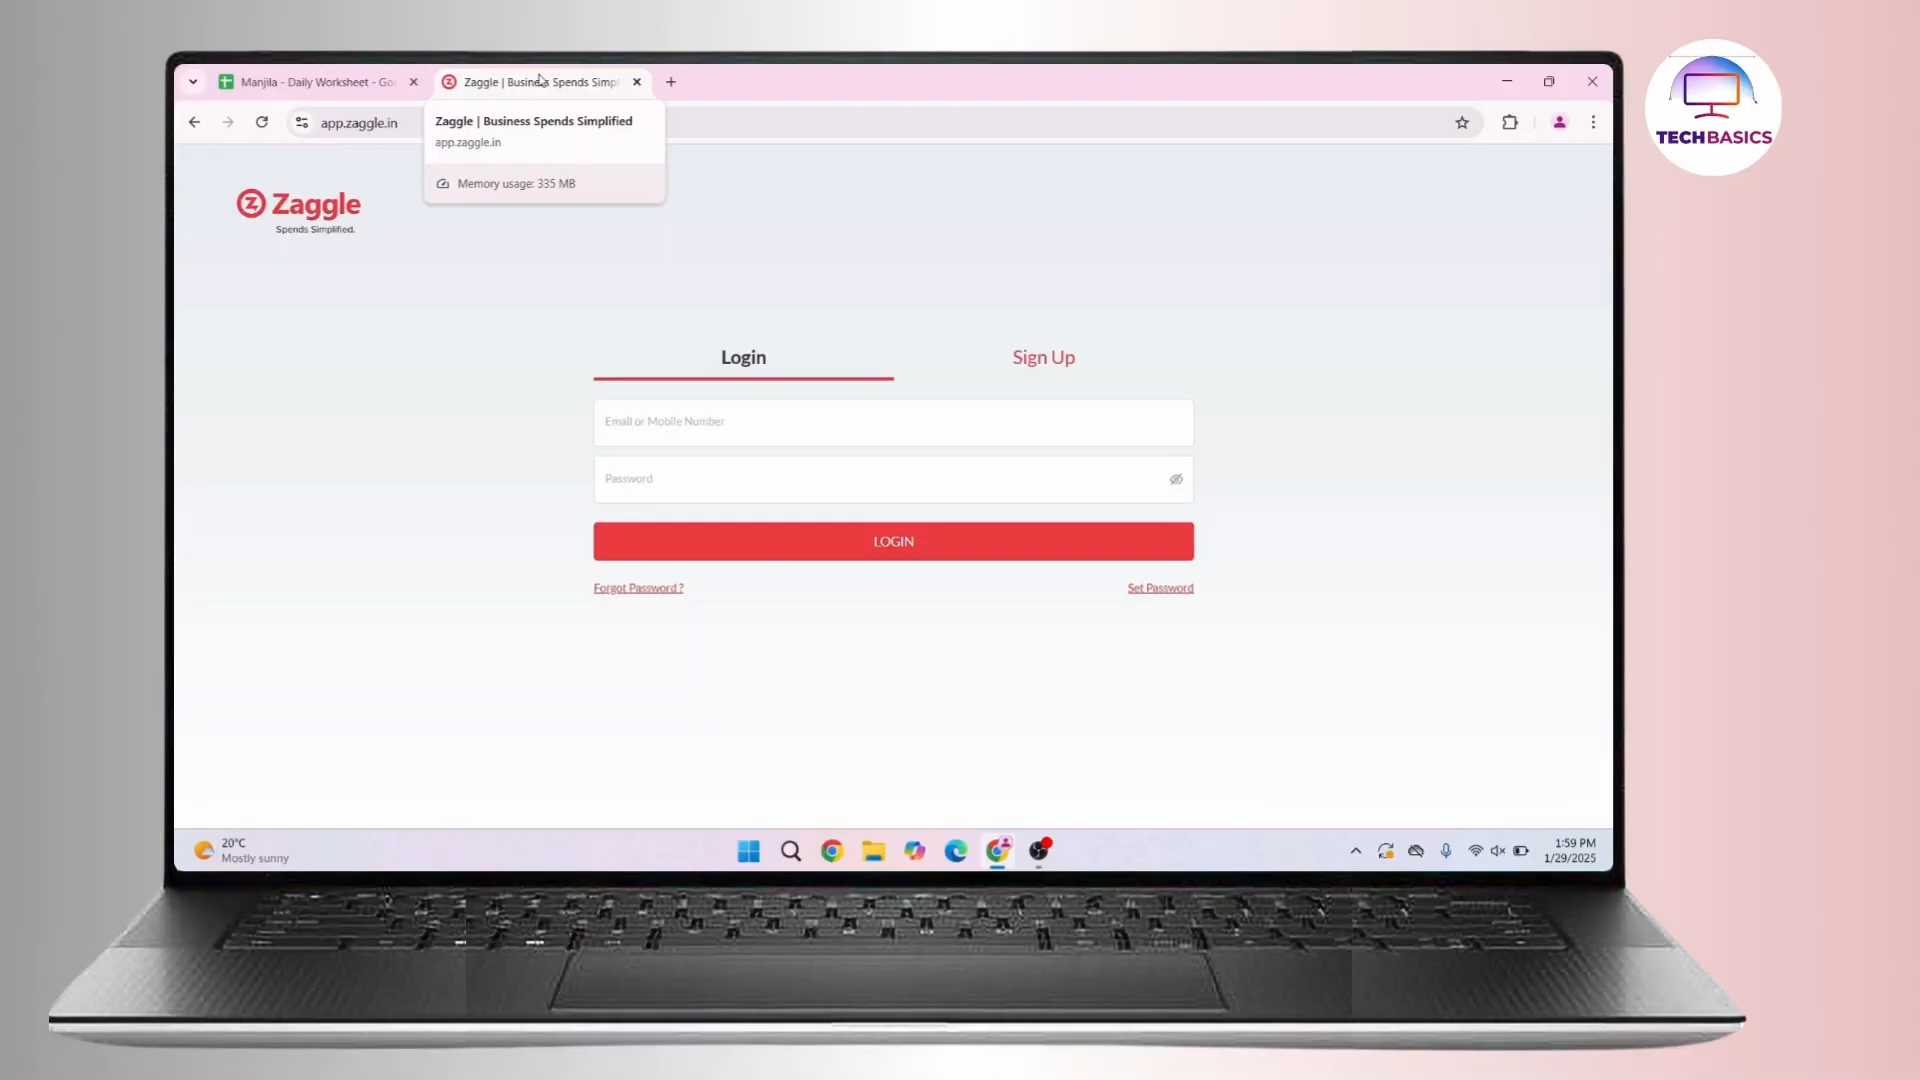 Manjila - Daily Worksheet - Go
Zaggle | Business Spends Simpl
app.zaggle.in
Zaggle | Business Spends Simplified
app.zaggle.in
Memory usage: 335 MB
TECHBASICS
Zaggle
Spends Simplified.
Login
Sign Up
Email or Mobile Number
Password
LOGIN
Forgot Password ?
Set Password
20°C
Mostly sunny
1:59 PM
1/29/2025